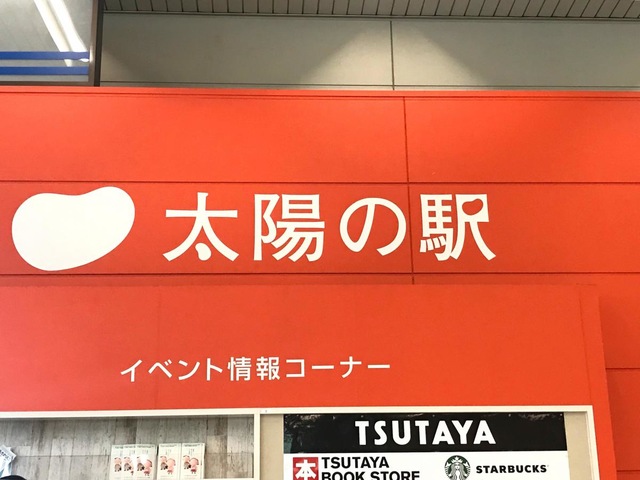 太陽の駅
イベント情報コーナー
TSUTAYA
本 TSUTAYA
BOOK STORE
STARBUCKS